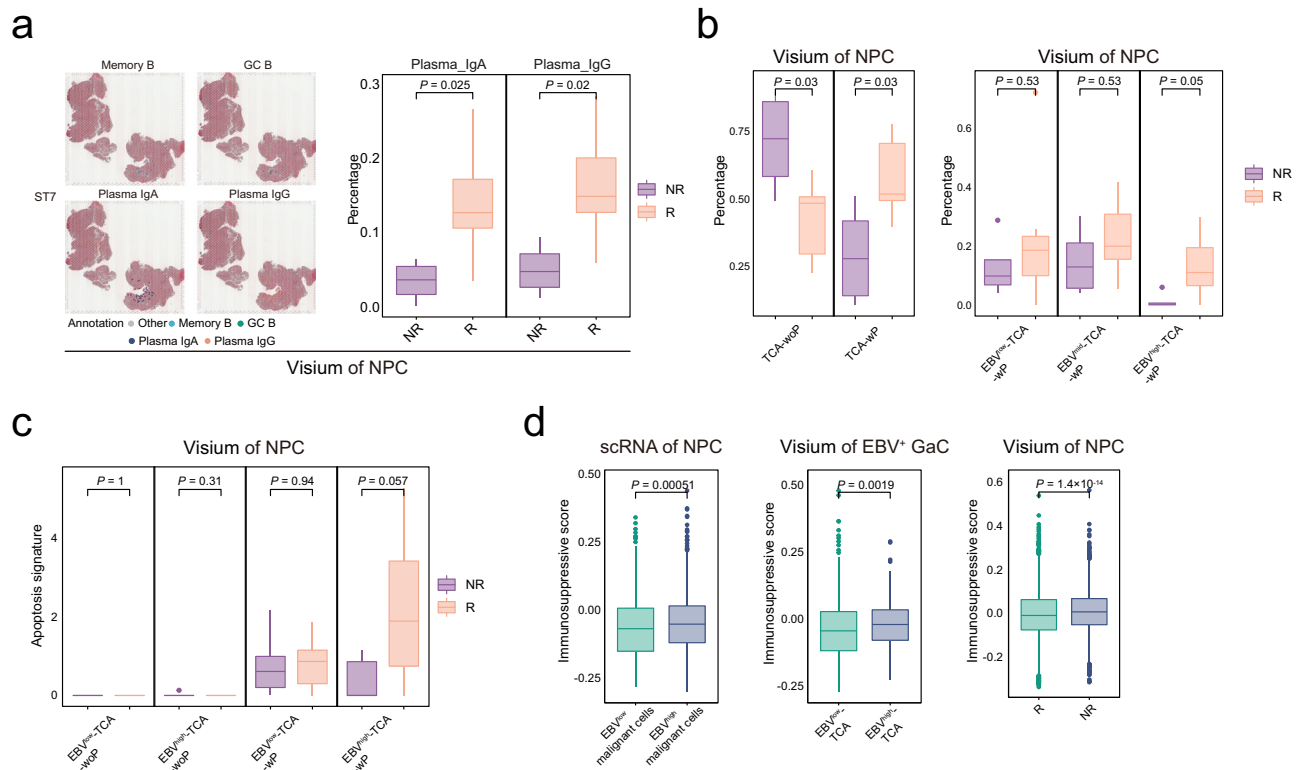 a
Memory B
GC B
ST7
Plasma IgA
Plasma IgG
Annotation Other Memory B GC B
Plasma IgA Plasma IgG
Plasma_IgA
Plasma_IgG
P = 0.025
P = 0.02
Percentage
0.3
0.2
0.1
0.0
NR
R
NR
R
NR
R
Visium of NPC
b
Visium of NPC
P = 0.03
P = 0.03
Percentage
0.75
0.50
0.25
TCA-woP
TCA-wP
Visium of NPC
P = 0.53
P = 0.53
P = 0.05
Percentage
0.6
0.4
0.2
0.0
EBVlow-TCA
-wP
EBVmid-TCA
-wP
EBVhigh-TCA
-wP
NR
R
c
Visium of NPC
P = 1
P = 0.31
P = 0.94
P = 0.057
Apoptosis signature
4
2
0
EBVlow-TCA
-woP
EBVhigh-TCA
-woP
EBVlow-TCA
-wP
EBVhigh-TCA
-wP
NR
R
d
scRNA of NPC
P = 0.00051
Immunosuppressive score
0.50
0.25
0.00
-0.25
EBVlow
malignant cells
EBVhigh
malignant cells
Visium of EBV+ GaC
P = 0.0019
Immunosuppressive score
0.50
0.25
0.00
-0.25
EBVlow-
TCA
EBVhigh-
TCA
Visium of NPC
P = 1.4×10-14
Immunosuppressive score
0.6
0.4
0.2
0.0
-0.2
R
NR